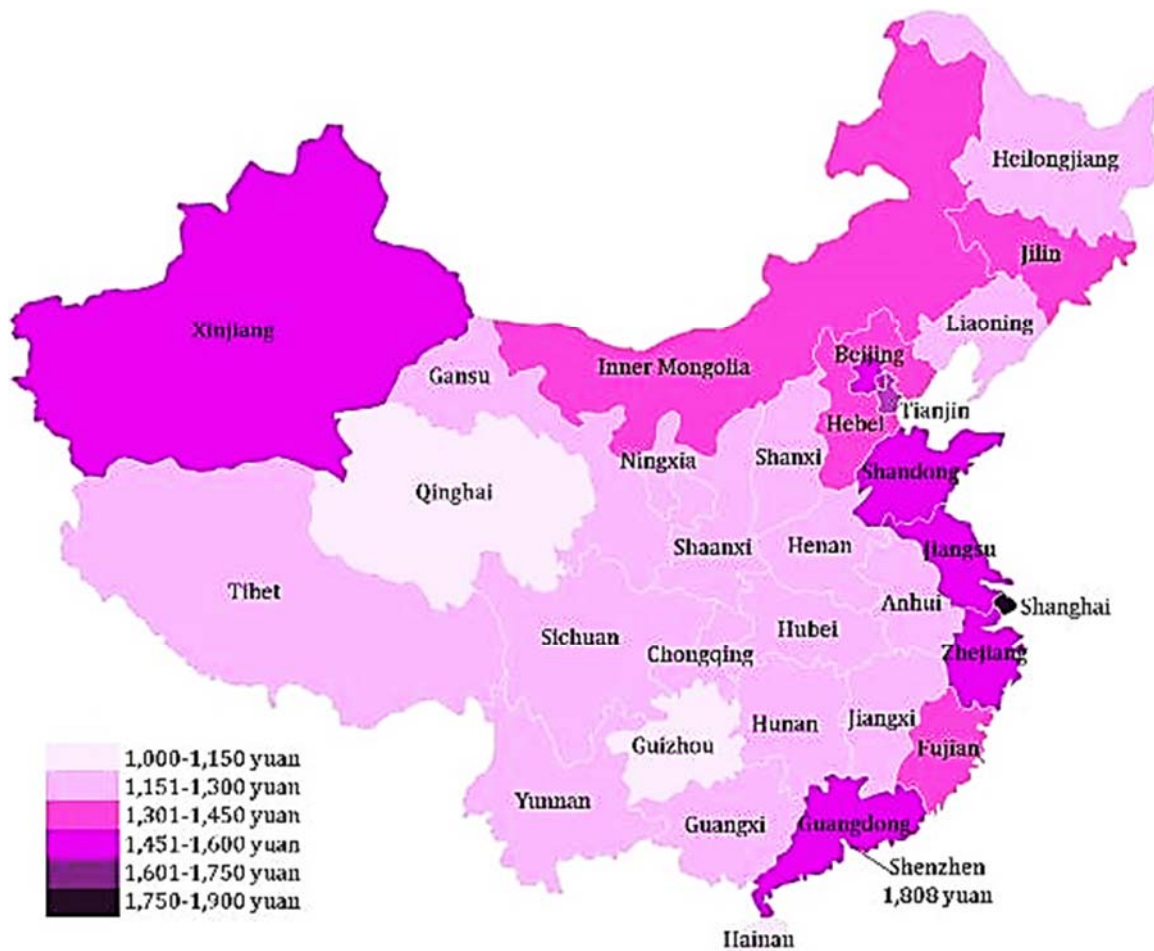 Heilongjiang
Jilin
Xinjiang
Liaoning
Beijing
Inner Mongolia
Gansu
Tianjin
Hebei
Ningxia
Shanxi
Shandong
Qinghai
Shaanxi
Henan
Jiangsu
Tibet
Anhui
Shanghai
Sichuan
Hubei
Chongqing
Zhejiang
Hunan
Jiangxi
Guizhou
Fujian
1,000-1,150 yuan
1,151-1,300 yuan
1,301-1,450 yuan
1,451-1,600 yuan
1,601-1,750 yuan
1,750-1,900 yuan
Yunnan
Guangxi
Guangdong
Shenzhen
1,808 yuan
Hainan